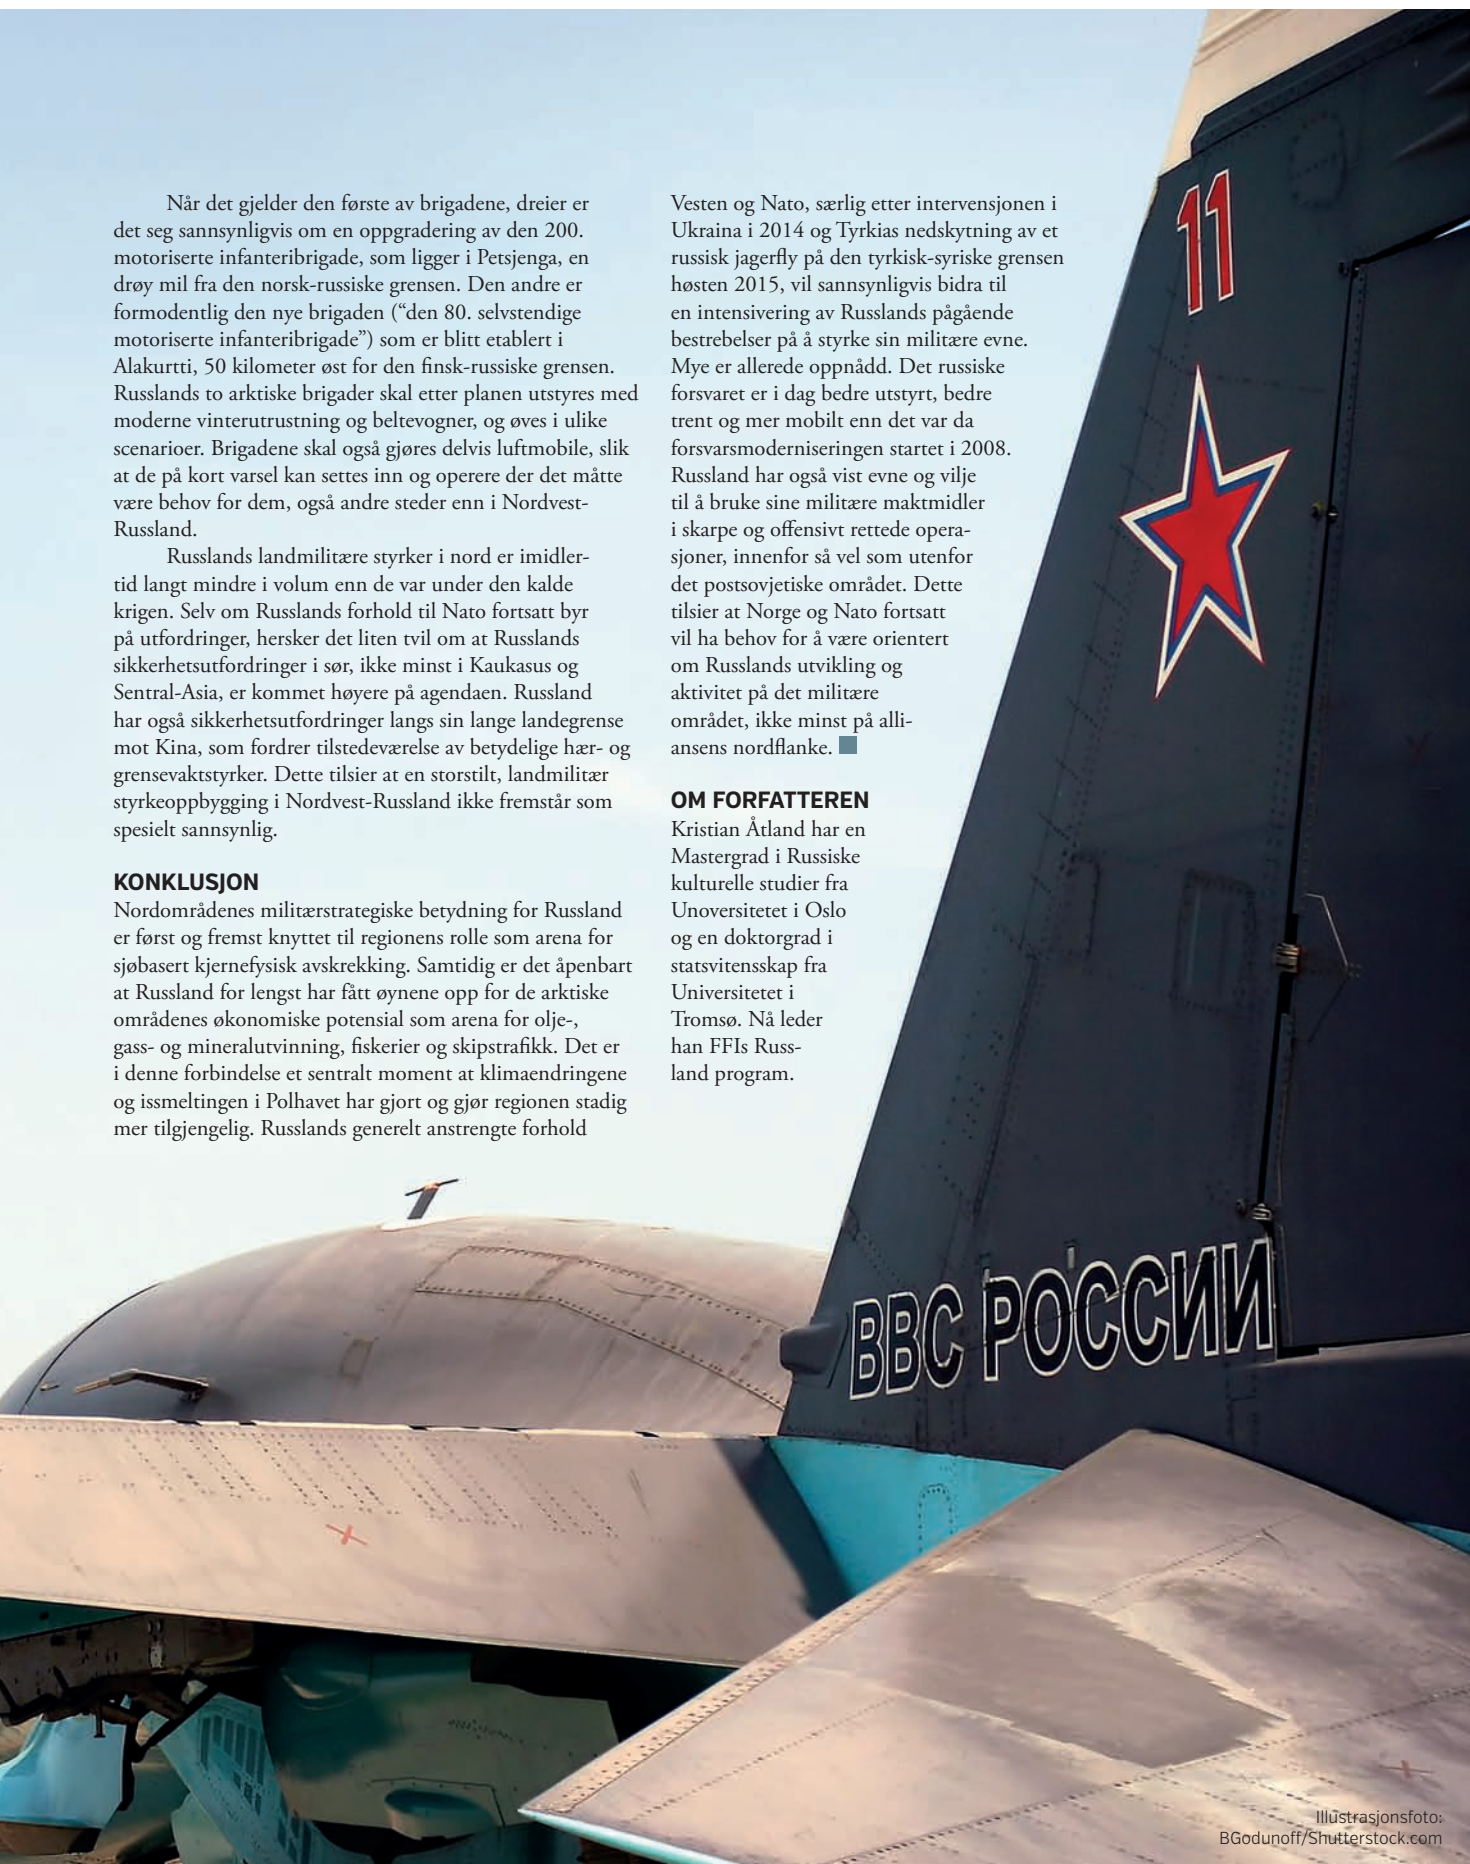 Når det gjelder den første av brigadene, dreier er
det seg sannsynligvis om en oppgradering av den 200.
motoriserte infanteribrigade, som ligger i Petsjenga, en
drøy mil fra den norsk-russiske grensen. Den andre er
formodentlig den nye brigaden (“den 80. selvstendige
motoriserte infanteribrigade”) som er blitt etablert i
Alakurtti, 50 kilometer øst for den finsk-russiske grensen.
Russlands to arktiske brigader skal etter planen utstyres med
moderne vinterutrustning og beltevogner, og øves i ulike
scenarioer. Brigadene skal også gjøres delvis luftmobile, slik
at de på kort varsel kan settes inn og operere der det måtte
være behov for dem, også andre steder enn i Nordvest-
Russland.
Russlands landmilitære styrker i nord er imidler-
tid langt mindre i volum enn de var under den kalde
krigen. Selv om Russlands forhold til Nato fortsatt byr
på utfordringer, hersker det liten tvil om at Russlands
sikkerhetsutfordringer i sør, ikke minst i Kaukasus og
Sentral-Asia, er kommet høyere på agendaen. Russland
har også sikkerhetsutfordringer langs sin lange landegrense
mot Kina, som fordrer tilstedeværelse av betydelige hær- og
grensevaktstyrker. Dette tilsier at en storstilt, landmilitær
styrkeoppbygging i Nordvest-Russland ikke fremstår som
spesielt sannsynlig.
KONKLUSJON
Nordområdenes militærstrategiske betydning for Russland
er først og fremst knyttet til regionens rolle som arena for
sjøbasert kjernefysisk avskrekking. Samtidig er det åpenbart
at Russland for lengst har fått øynene opp for de arktiske
områdenes økonomiske potensial som arena for olje-,
gass- og mineralutvinning, fiskerier og skipstrafikk. Det er
i denne forbindelse et sentralt moment at klimaendringene
og issmeltingen i Polhavet har gjort og gjør regionen stadig
mer tilgjengelig. Russlands generelt anstrengte forhold
Vesten og Nato, særlig etter intervensjonen i
Ukraina i 2014 og Tyrkias nedskytning av et
russisk jagerfly på den tyrkisk-syriske grensen
høsten 2015, vil sannsynligvis bidra til
en intensivering av Russlands pågående
bestrebelser på å styrke sin militære evne.
Mye er allerede oppnådd. Det russiske
forsvaret er i dag bedre utstyrt, bedre
trent og mer mobilt enn det var da
forsvarsmoderniseringen startet i 2008.
Russland har også vist evne og vilje
til å bruke sine militære maktmidler
i skarpe og offensivt rettede opera-
sjoner, innenfor så vel som utenfor
det postsovjetiske området. Dette
tilsier at Norge og Nato fortsatt
vil ha behov for å være orientert
om Russlands utvikling og
aktivitet på det militære
området, ikke minst på alli-
ansens nordflanke.
OM FORFATTEREN
Kristian Åtland har en
Mastergrad i Russiske
kulturelle studier fra
Unoversitetet i Oslo
og en doktorgrad i
statsvitensskap fra
Universitetet i
Tromsø. Nå leder
han FFIs Russ-
land program.
11
ВВС РОССИИ
Illustrasjonsfoto:
BGodunoff/Shutterstock.com